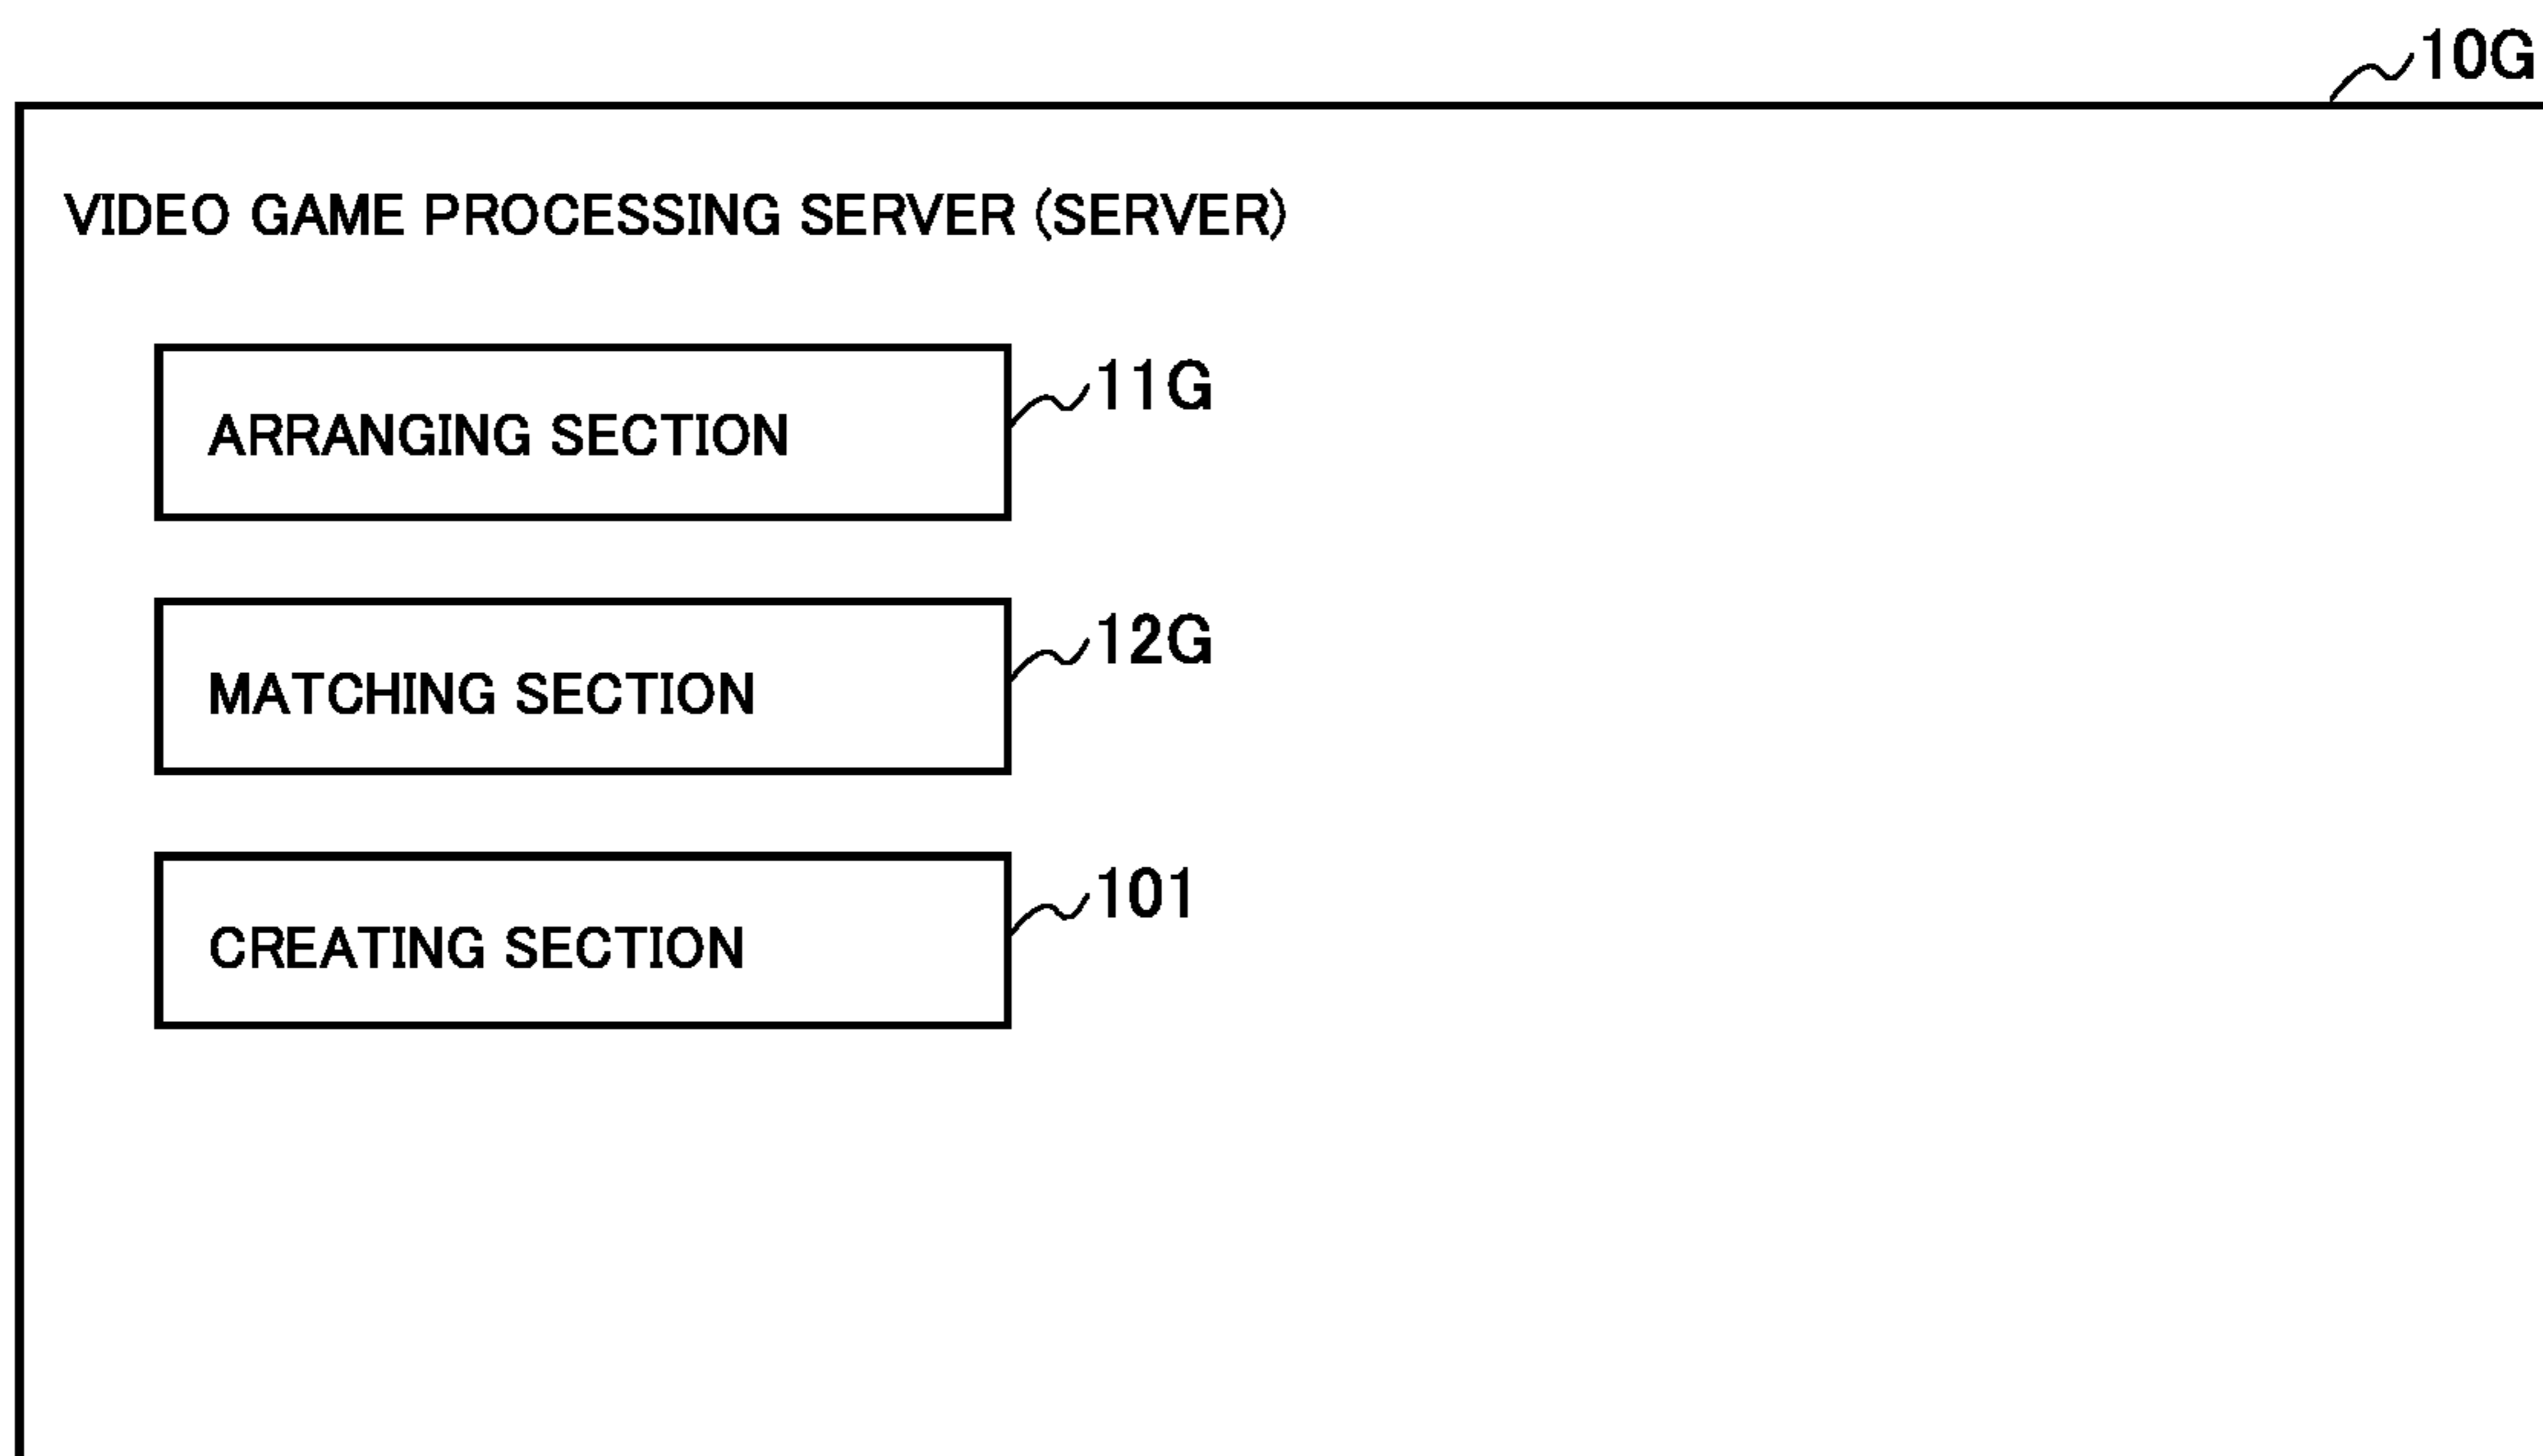 10G
VIDEO GAME PROCESSING SERVER (SERVER)
11G
ARRANGING SECTION
12G
MATCHING SECTION
101
CREATING SECTION